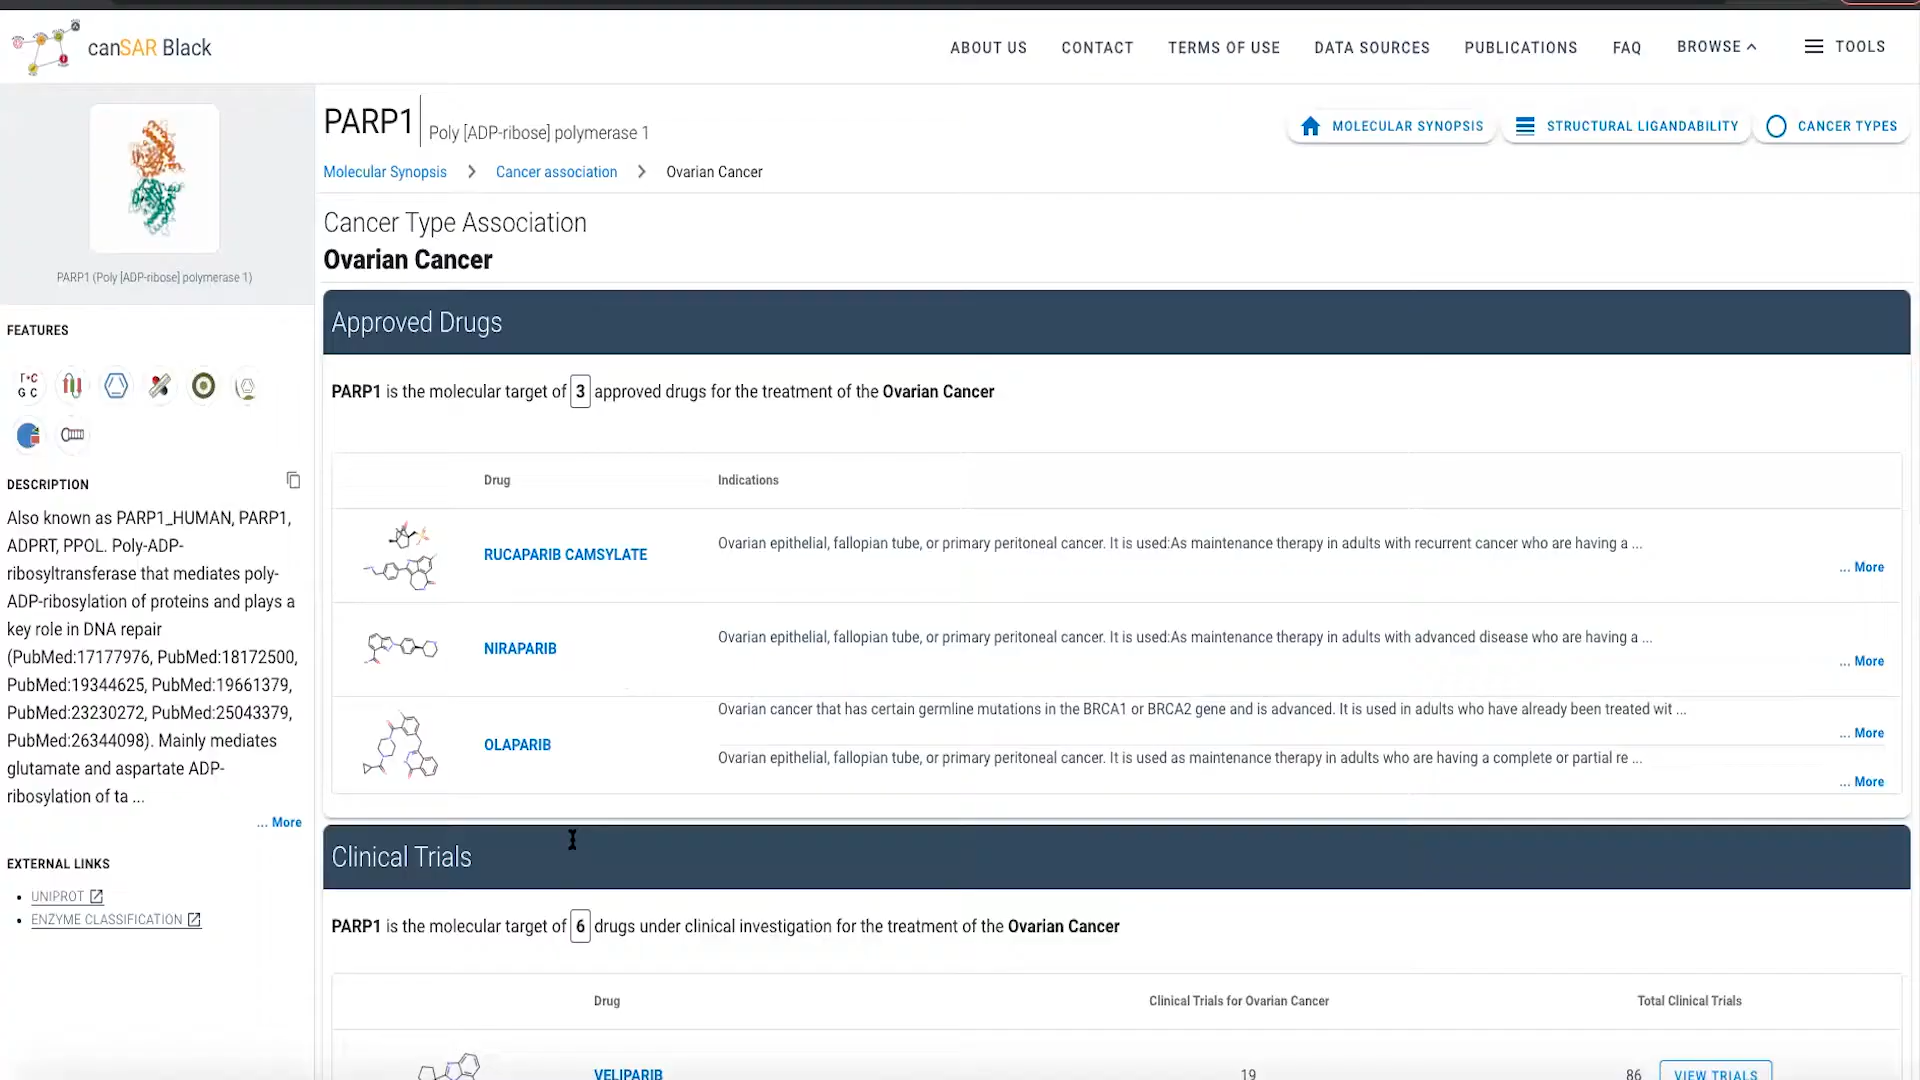 canSAR Black
ABOUT US
CONTACT
TERMS OF USE
DATA SOURCES
PUBLICATIONS
FAQ
BROWSE
TOOLS
PARP1 (Poly [ADP-ribose] polymerase 1)
FEATURES
DESCRIPTION
Also known as PARP1_HUMAN, PARP1,
ADPRT, PPOL. Poly-ADP-
ribosyltransferase that mediates poly-
ADP-ribosylation of proteins and plays a
key role in DNA repair
(PubMed:17177976, PubMed:18172500,
PubMed:19344625, PubMed:19661379,
PubMed:23230272, PubMed:25043379,
PubMed:26344098). Mainly mediates
glutamate and aspartate ADP-
ribosylation of ta ...
... More
EXTERNAL LINKS
UNIPROT
ENZYME CLASSIFICATION
PARP1 Poly [ADP-ribose] polymerase 1
MOLECULAR SYNOPSIS
STRUCTURAL LIGANDABILITY
CANCER TYPES
Molecular Synopsis > Cancer association > Ovarian Cancer
Cancer Type Association
Ovarian Cancer
Approved Drugs
PARP1 is the molecular target of 3 approved drugs for the treatment of the Ovarian Cancer
Drug Indications
RUCAPARIB CAMSYLATE
Ovarian epithelial, fallopian tube, or primary peritoneal cancer. It is used:As maintenance therapy in adults with recurrent cancer who are having a ...
... More
NIRAPARIB
Ovarian epithelial, fallopian tube, or primary peritoneal cancer. It is used:As maintenance therapy in adults with advanced disease who are having a ...
... More
OLAPARIB
Ovarian cancer that has certain germline mutations in the BRCA1 or BRCA2 gene and is advanced. It is used in adults who have already been treated wit ...
... More
Ovarian epithelial, fallopian tube, or primary peritoneal cancer. It is used as maintenance therapy in adults who are having a complete or partial re ...
... More
Clinical Trials
PARP1 is the molecular target of 6 drugs under clinical investigation for the treatment of the Ovarian Cancer
Drug Clinical Trials for Ovarian Cancer Total Clinical Trials
VELIPARIB 19 86 VIEW TRIALS